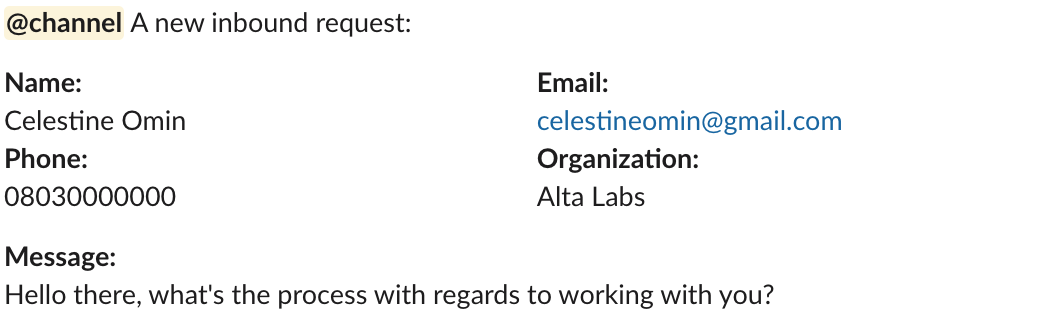 @channel A new inbound request:
Name:
Celestine Omin
Email:
celestineomin@gmail.com
Phone:
08030000000
Organization:
Alta Labs
Message:
Hello there, what's the process with regards to working with you?